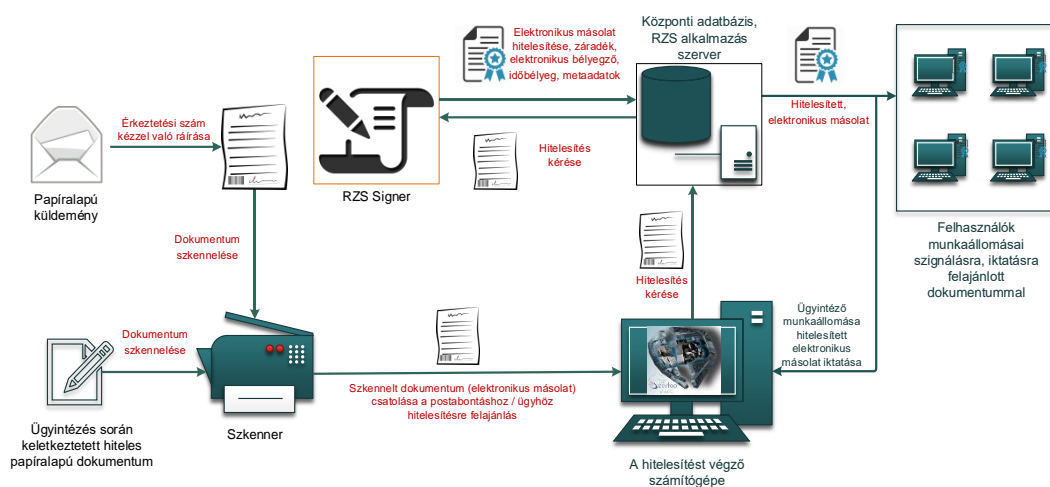 Elektronikus másolat
hitelesítése, záradék,
elektronikus bélyegző,
időbélyeg, metaadatok
Központi adatbázis,
RZS alkalmazás
szerver
Érkeztetési szám
kézzel való ráírása
Hitelesítés
kérése
Hitelesített,
elektronikus másolat
Papíralapú
küldemény
RZS Signer
Felhasználók
munkaállomásai
szignálásra, iktatásra
felajánlott
dokumentummal
Dokumentum
szkennelése
Hitelesítés
kérése
Ügyintéző
munkaállomása
hitelesített
elektronikus
másolat iktatása
Dokumentum
szkennelése
Szkennelt dokumentum (elektronikus másolat)
csatolása a postabontáshoz / ügyhöz
hitelesítésre felajánlás
Szkenner
Ügyintézés során
keletkeztetett hiteles
papíralapú dokumentum
A hitelesítést végző
számítógépe